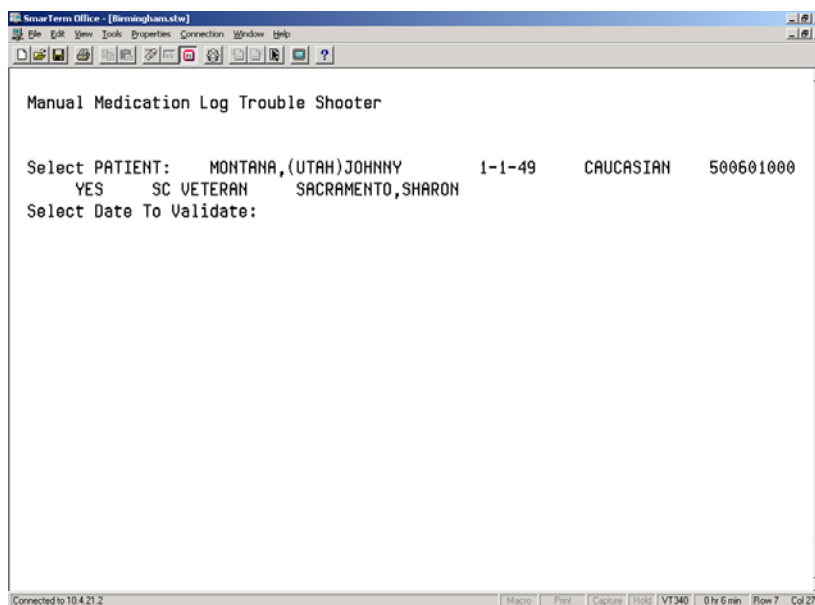 SmarTerm Office - [Birmingham.stw]
File Edit View Tools Properties Connection Window Help
Manual Medication Log Trouble Shooter
Select PATIENT: MONTANA,(UTAH)JOHNNY 1-1-49 CAUCASIAN 500601000
YES SC VETERAN SACRAMENTO,SHARON
Select Date To Validate:
Connected to 10.4.21.2 Macro Print Capture Hold VT340 0 hr 6 min Row 7 Col 27